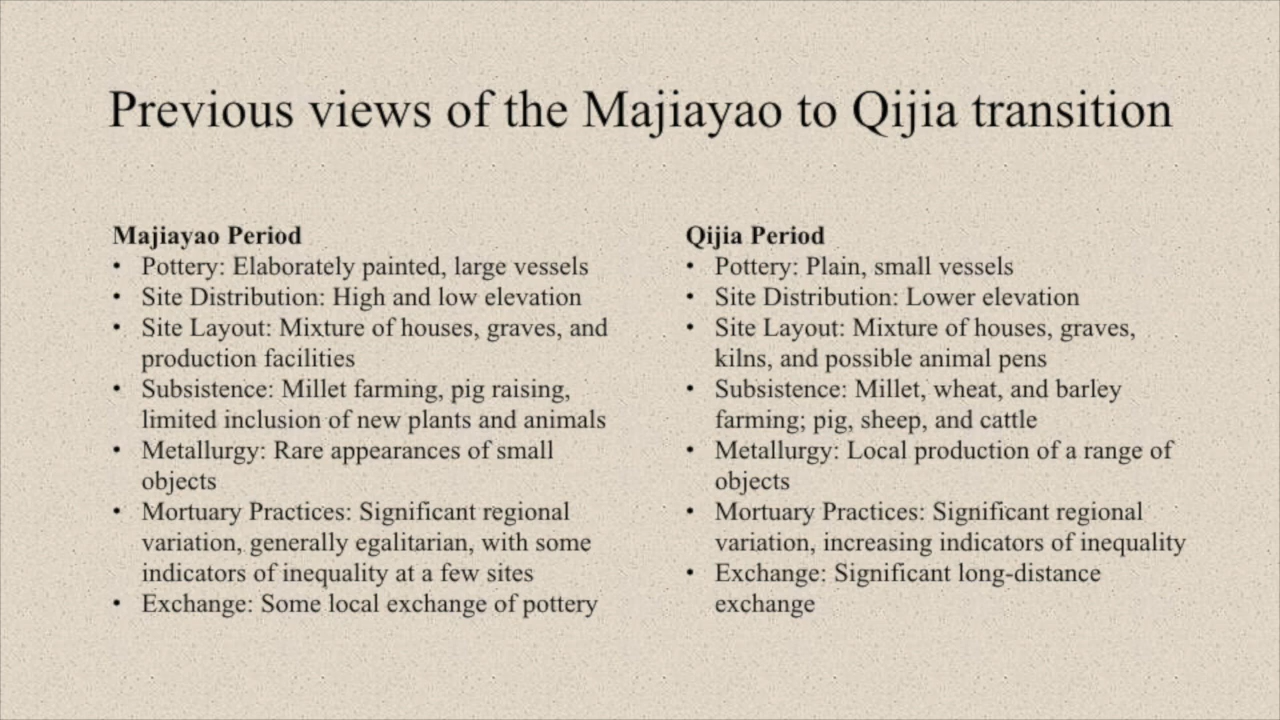 Previous views of the Majiayao to Qijia transition
Majiayao Period
• Pottery: Elaborately painted, large vessels
• Site Distribution: High and low elevation
• Site Layout: Mixture of houses, graves, and
production facilities
• Subsistence: Millet farming, pig raising,
limited inclusion of new plants and animals
• Metallurgy: Rare appearances of small
objects
• Mortuary Practices: Significant regional
variation, generally egalitarian, with some
indicators of inequality at a few sites
• Exchange: Some local exchange of pottery
Qijia Period
• Pottery: Plain, small vessels
• Site Distribution: Lower elevation
• Site Layout: Mixture of houses, graves,
kilns, and possible animal pens
• Subsistence: Millet, wheat, and barley
farming; pig, sheep, and cattle
• Metallurgy: Local production of a range of
objects
• Mortuary Practices: Significant regional
variation, increasing indicators of inequality
• Exchange: Significant long-distance
exchange